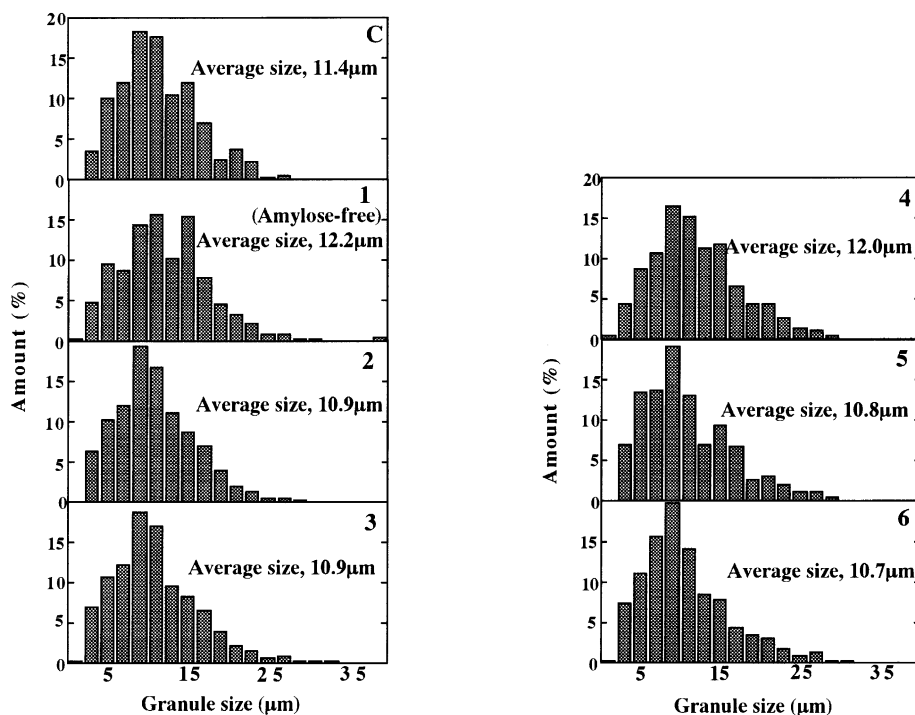 20
C
15
Average size, 11.4μm
10
5
0
1
(Amylose-free)
15
Average size, 12.2μm
10
5
0
2
15
Average size, 10.9μm
10
5
0
3
15
Average size, 10.9μm
10
5
0
5 15 25 35
Granule size (μm)
Amount (%)
20
4
15
Average size, 12.0μm
10
5
0
5
15
Average size, 10.8μm
10
5
0
6
15
Average size, 10.7μm
10
5
0
5 15 25 35
Granule size (μm)
Amount (%)